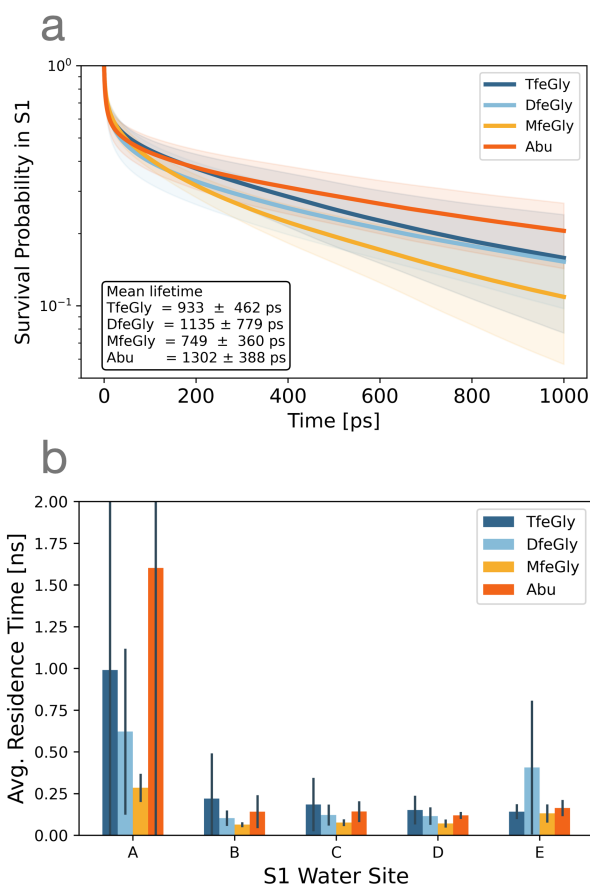 a
10⁰
Survival Probability in S1
TfeGly
DfeGly
MfeGly
Abu
10⁻¹
Mean lifetime
TfeGly = 933 ± 462 ps
DfeGly = 1135 ± 779 ps
MfeGly = 749 ± 360 ps
Abu = 1302 ± 388 ps
0 200 400 600 800 1000
Time [ps]
b
Avg. Residence Time [ns]
2.00
1.75
1.50
1.25
1.00
0.75
0.50
0.25
0.00
TfeGly
DfeGly
MfeGly
Abu
A B C D E
S1 Water Site